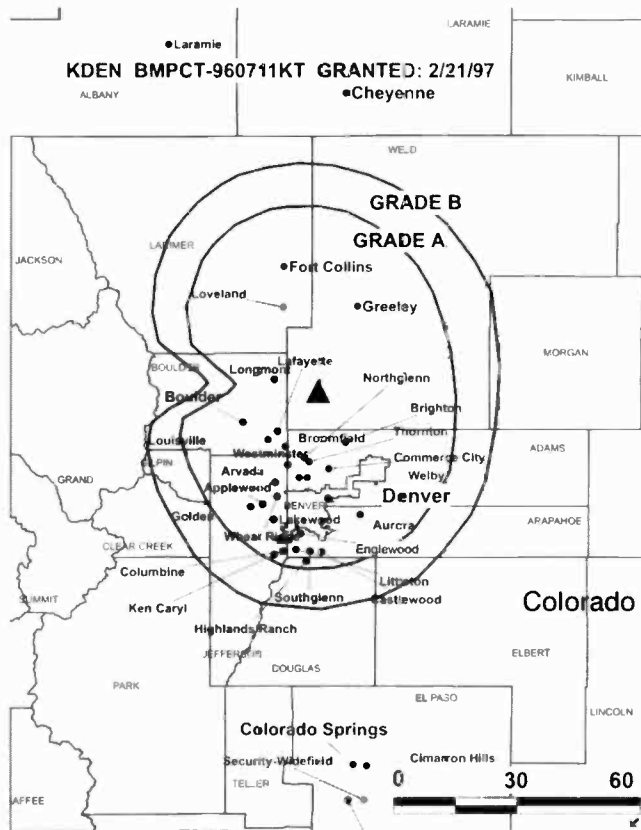 LARAMIE
Laramie
KDEN BMPCT-960711KT GRANTED: 2/21/97
KIMBALL
ALBANY
Cheyenne
WELD
GRADE B
GRADE A
LARIMER
JACKSON
Fort Collins
Loveland
Greeley
MORGAN
Lafayette
BOULDER
Longmont
Northglenn
Boulder
Brighton
Louisville
Broomfield
Thornton
Westminster
ADAMS
Commerce City
Arvada
Welby
GRAND
Applewood
Denver
DENVER
Golden
Lakewood
Aurora
ARAPAHOE
Wheat Ridge
CLEAR CREEK
Englewood
Columbine
Littleton
SUMMIT
Ken Caryl
Southglenn
Castlewood
Colorado
Highlands Ranch
JEFFERSON
ELBERT
DOUGLAS
PARK
EL PASO
LINCOLN
Colorado Springs
Security-Widefield
Cimarron Hills
TELLER
0 30 60
AFFEE